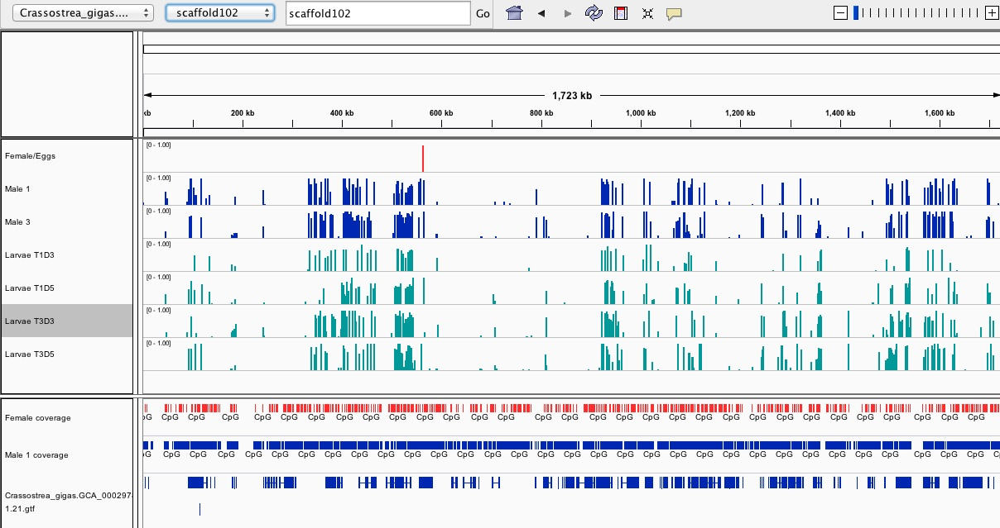 Crassostrea_gigas.... scaffold102 scaffold102 Go
1,723 kb
kb 200 kb 400 kb 600 kb 800 kb 1,000 kb 1,200 kb 1,400 kb 1,600 kb
Female/Eggs [0 - 1.00]
Male 1 [0 - 1.00]
Male 3 [0 - 1.00]
Larvae T1D3 [0 - 1.00]
Larvae T1D5 [0 - 1.00]
Larvae T3D3 [0 - 1.00]
Larvae T3D5 [0 - 1.00]
Female coverage
pG CpG CpG CpG CpG CpG CpG CpG CpG CpG CpG CpG CpG CpG CpG CpG CpG CpG CpG CpG CpG CpG CpG CpG CpG CpG CpG CpG CpG CpG CpG CpG
Male 1 coverage
pG CpG CpG CpG CpG CpG CpG CpG CpG CpG CpG CpG CpG CpG CpG CpG CpG CpG CpG CpG CpG CpG CpG CpG CpG CpG CpG CpG CpG CpG CpG CpG
Crassostrea_gigas.GCA_000297
1.21.gtf